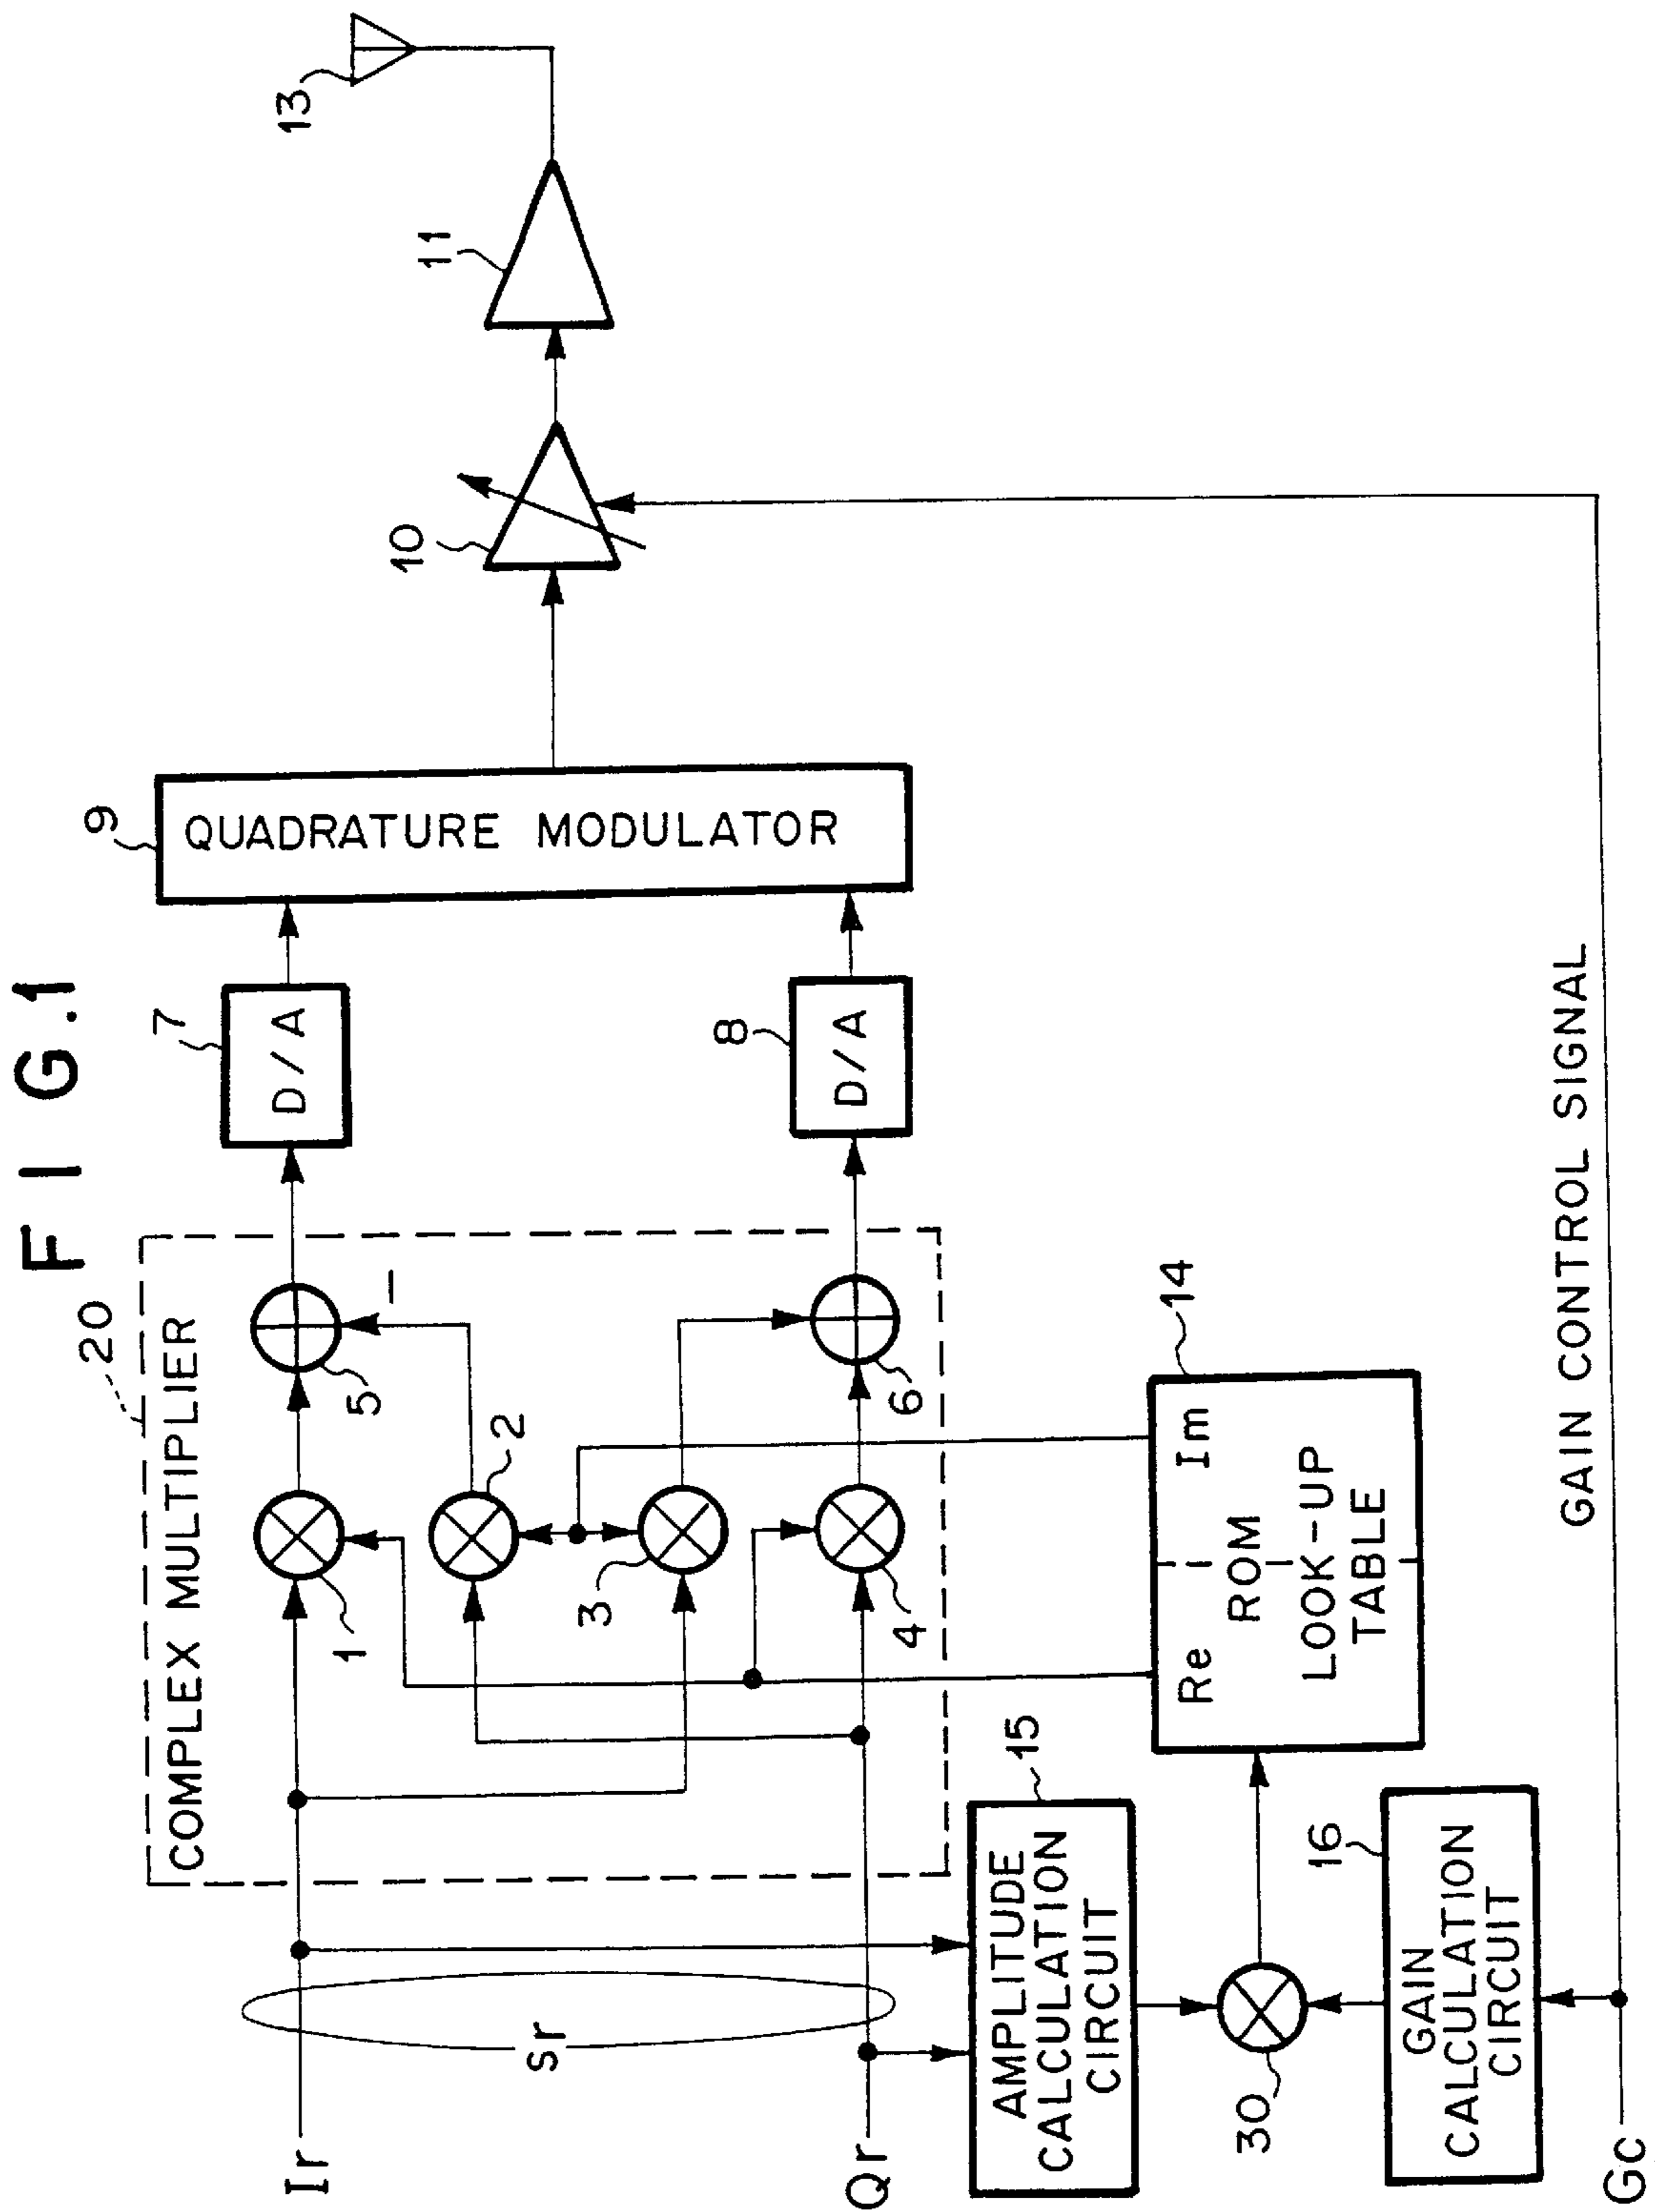 FIG.1
20
COMPLEX MULTIPLIER
Ir
Qr
sr
1
2
3
4
5
6
7
D/A
8
D/A
9
QUADRATURE MODULATOR
10
11
13
AMPLITUDE
CALCULATION
CIRCUIT
15
Re
Im
ROM
LOOK-UP
TABLE
14
30
GAIN
CALCULATION
CIRCUIT
16
Gc
GAIN CONTROL SIGNAL
−